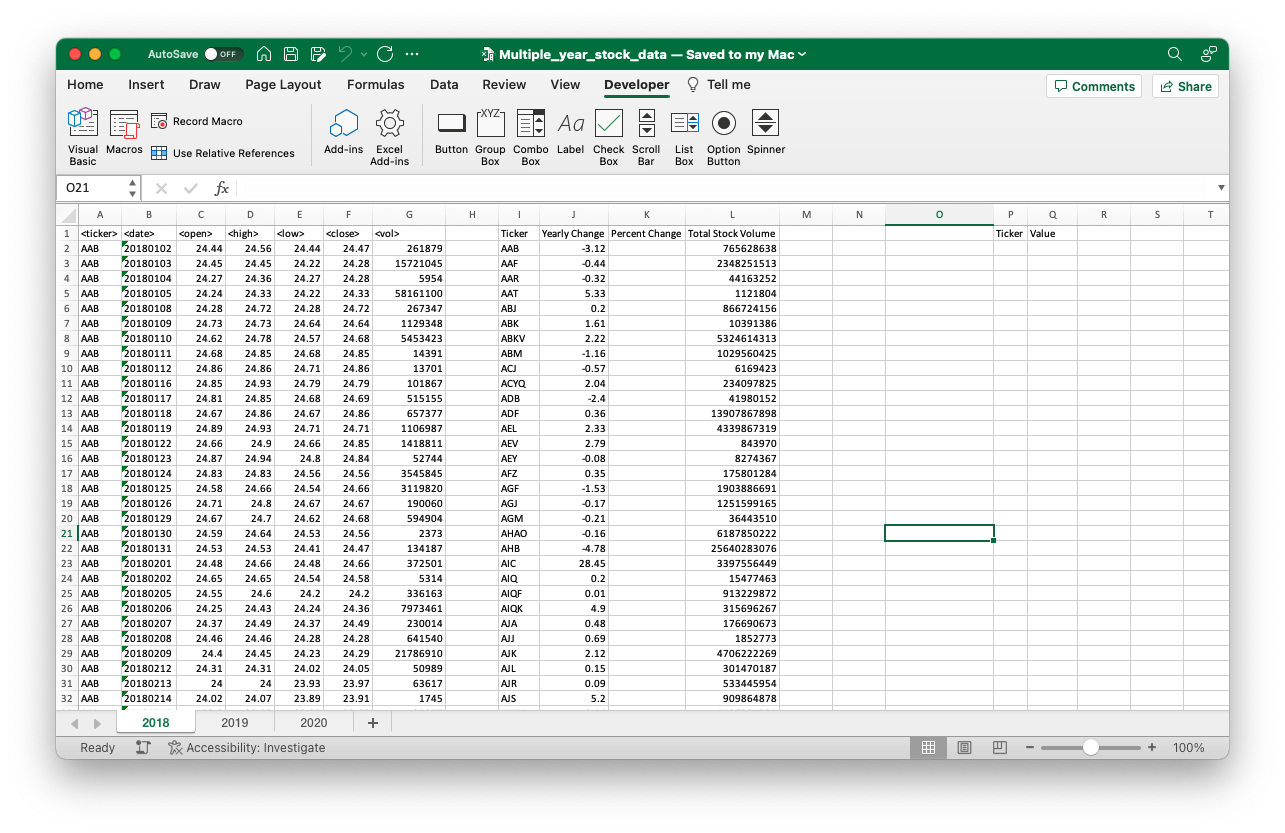 AutoSave OFF Multiple_year_stock_data — Saved to my Mac
Home Insert Draw Page Layout Formulas Data Review View Developer Tell me Comments Share
Visual Basic Macros Record Macro Use Relative References Add-ins Excel Add-ins Button XYZ Group Box Combo Box Aa Label Check Box Scroll Bar List Box Option Button Spinner
O21 fx
A B C D E F G H I J K L M N O P Q R S T
1 <ticker> <date> <open> <high> <low> <close> <vol> Ticker Yearly Change Percent Change Total Stock Volume Ticker Value
2 AAB 20180102 24.44 24.56 24.44 24.47 261879 AAB -3.12 765628638
3 AAB 20180103 24.45 24.45 24.22 24.28 15721045 AAF -0.44 2348251513
4 AAB 20180104 24.27 24.36 24.27 24.28 5954 AAR -0.32 44163252
5 AAB 20180105 24.24 24.33 24.22 24.33 58161100 AAT 5.33 1121804
6 AAB 20180108 24.28 24.72 24.28 24.72 267347 ABJ 0.2 866724156
7 AAB 20180109 24.73 24.73 24.64 24.64 1129348 ABK 1.61 10391386
8 AAB 20180110 24.62 24.78 24.57 24.68 5453423 ABKV 2.22 5324614313
9 AAB 20180111 24.68 24.85 24.68 24.85 14391 ABM -1.16 1029560425
10 AAB 20180112 24.86 24.86 24.71 24.86 13701 ACJ -0.57 6169423
11 AAB 20180116 24.85 24.93 24.79 24.79 101867 ACYQ 2.04 234097825
12 AAB 20180117 24.81 24.85 24.68 24.69 515155 ADB -2.4 41980152
13 AAB 20180118 24.67 24.86 24.67 24.86 657377 ADF 0.36 13907867898
14 AAB 20180119 24.89 24.93 24.71 24.71 1106987 AEL 2.33 4339867319
15 AAB 20180122 24.66 24.9 24.66 24.85 1418811 AEV 2.79 843970
16 AAB 20180123 24.87 24.94 24.8 24.84 52744 AEY -0.08 8274367
17 AAB 20180124 24.83 24.83 24.56 24.56 3545845 AFZ 0.35 175801284
18 AAB 20180125 24.58 24.66 24.54 24.66 3119820 AGF -1.53 1903886691
19 AAB 20180126 24.71 24.8 24.67 24.67 190060 AGJ -0.17 1251599165
20 AAB 20180129 24.67 24.7 24.62 24.68 594904 AGM -0.21 36443510
21 AAB 20180130 24.59 24.64 24.53 24.56 2373 AHAO -0.16 6187850222
22 AAB 20180131 24.53 24.53 24.41 24.47 134187 AHB -4.78 25640283076
23 AAB 20180201 24.48 24.66 24.48 24.66 372501 AIC 28.45 3397556449
24 AAB 20180202 24.65 24.65 24.54 24.58 5314 AIQ 0.2 15477463
25 AAB 20180205 24.55 24.6 24.2 24.2 336163 AIQF 0.01 913229872
26 AAB 20180206 24.25 24.43 24.24 24.36 7973461 AIQK 4.9 315696267
27 AAB 20180207 24.37 24.49 24.37 24.49 230014 AJA 0.48 176690673
28 AAB 20180208 24.46 24.46 24.28 24.28 641540 AJJ 0.69 1852773
29 AAB 20180209 24.4 24.45 24.23 24.29 21786910 AJK 2.12 4706222269
30 AAB 20180212 24.31 24.31 24.02 24.05 50989 AJL 0.15 301470187
31 AAB 20180213 24 24 23.93 23.97 63617 AJR 0.09 533445954
32 AAB 20180214 24.02 24.07 23.89 23.91 1745 AJS 5.2 909864878
2018 2019 2020 +
Ready Accessibility: Investigate − + 100%